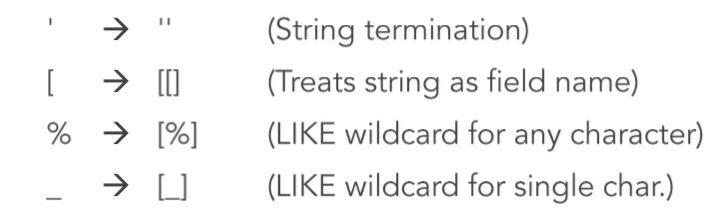 ' → '' (String termination)
[ → [[] (Treats string as field name)
% → [%] (LIKE wildcard for any character)
_ → [_] (LIKE wildcard for single char.)